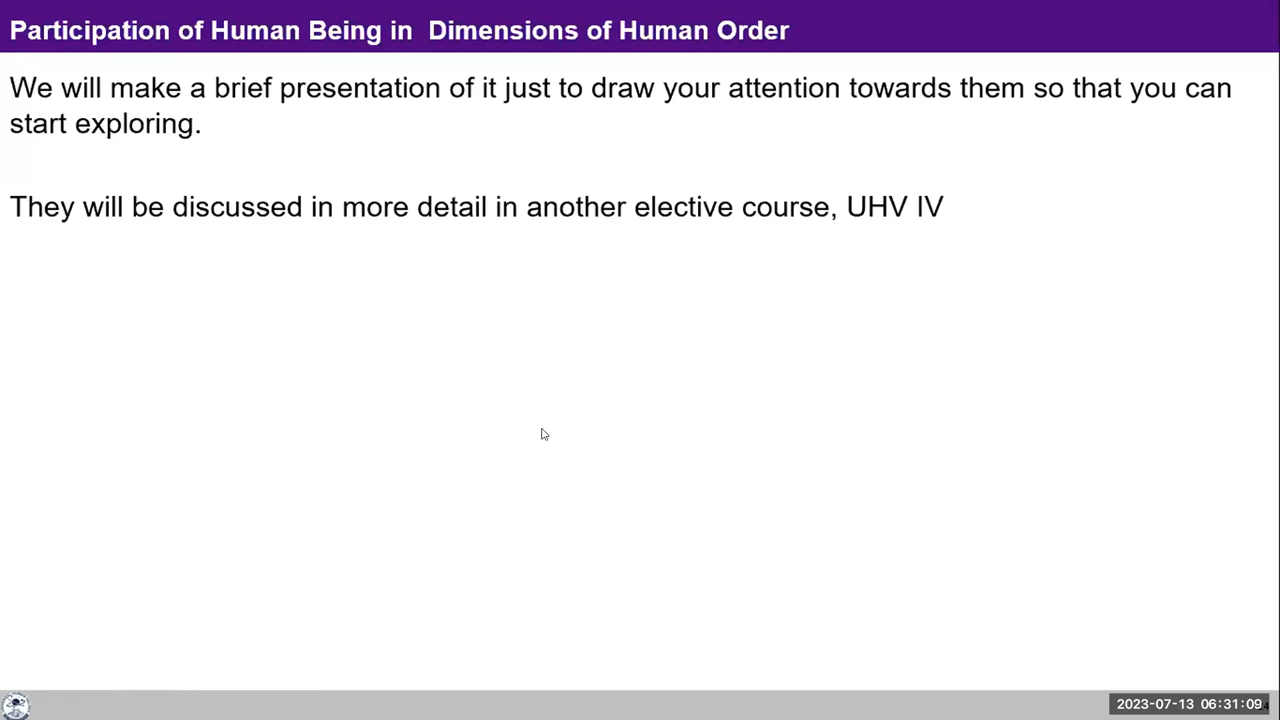 Participation of Human Being in  Dimensions of Human Order
We will make a brief presentation of it just to draw your attention towards them so that you can
start exploring.
They will be discussed in more detail in another elective course, UHV IV
2023-07-13 06:31:09